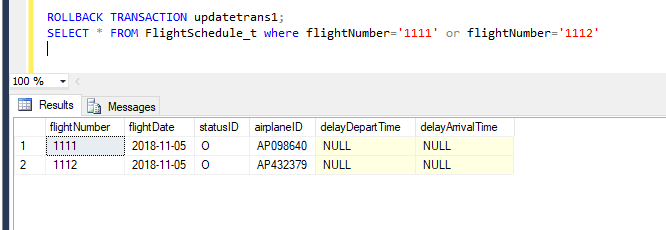 ROLLBACK TRANSACTION updatetrans1;
SELECT * FROM FlightSchedule_t where flightNumber='1111' or flightNumber='1112'
100 %
Results Messages
flightNumber flightDate statusID airplaneID delayDepartTime delayArrivalTime
1 1111 2018-11-05 O AP098640 NULL NULL
2 1112 2018-11-05 O AP432379 NULL NULL